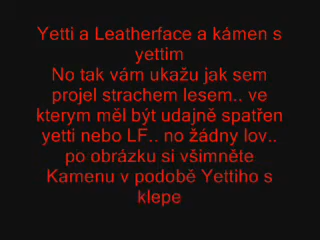 Yetti a Leatherface a kámen s
yettim
No tak vám ukažu jak sem
projel strachem lesem.. ve
kterym měl být udajně spatřen
yetti nebo LF.. no žádny lov..
po obrázku si všimněte
Kamenu v podobě Yettiho s
klepe